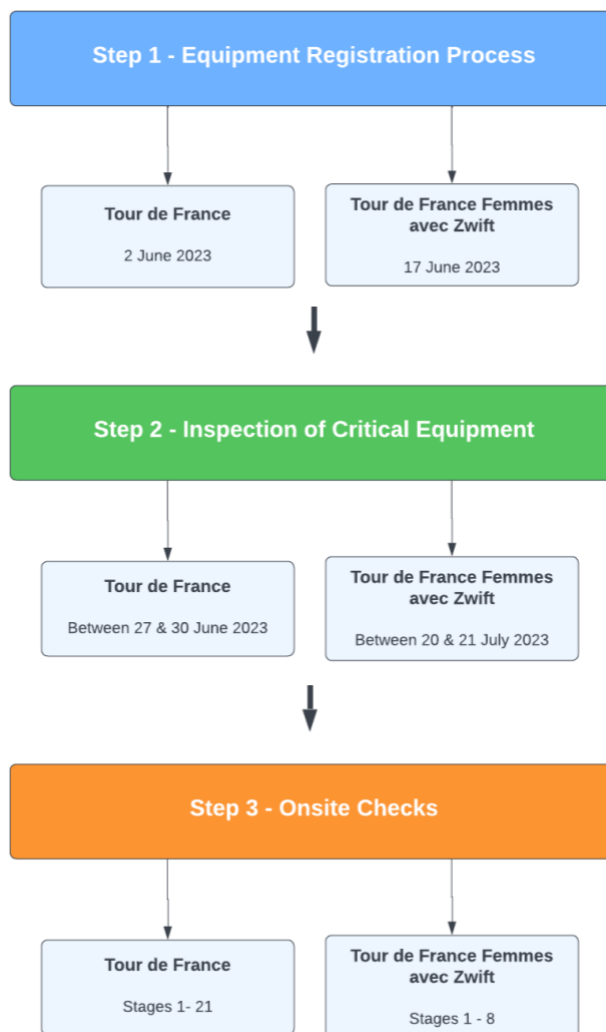 Step 1 - Equipment Registration Process
Tour de France
2 June 2023
Tour de France Femmes
avec Zwift
17 June 2023
Step 2 - Inspection of Critical Equipment
Tour de France
Between 27 & 30 June 2023
Tour de France Femmes
avec Zwift
Between 20 & 21 July 2023
Step 3 - Onsite Checks
Tour de France
Stages 1- 21
Tour de France Femmes
avec Zwift
Stages 1 - 8